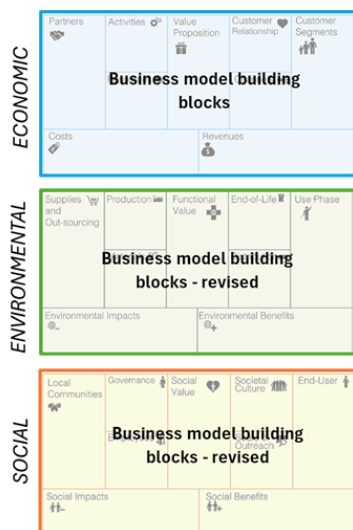 ECONOMIC
Partners
Activities
Value
Proposition
Customer
Relationship
Customer
Segments
Business model building
blocks
Costs
Revenues
ENVIRONMENTAL
Supplies
and
Out-sourcing
Production
Functional
Value
End-of-Life
Use Phase
Business model building
blocks - revised
Environmental Impacts
Environmental Benefits
SOCIAL
Local
Communities
Governance
Social
Value
Societal
Culture
End-User
Business model building
blocks - revised
Outreach
Social Impacts
Social Benefits